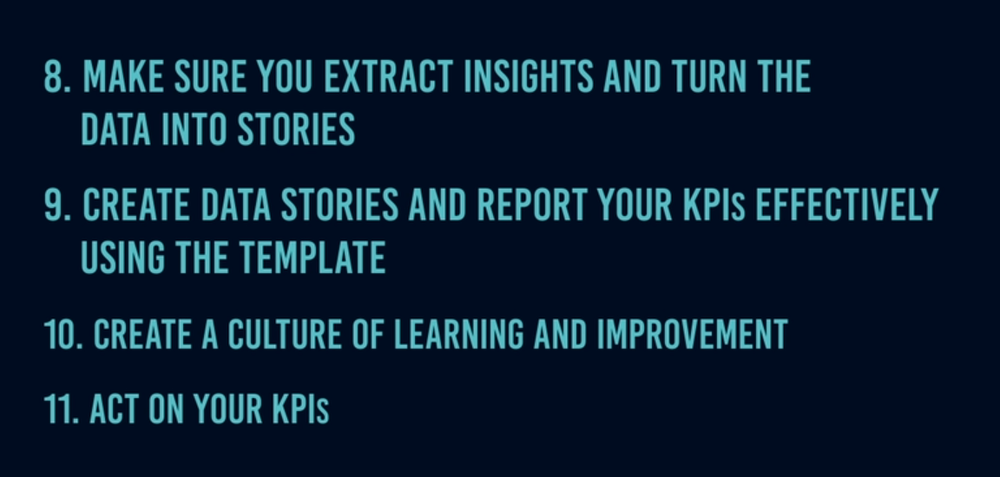 8. MAKE SURE YOU EXTRACT INSIGHTS AND TURN THE
DATA INTO STORIES
9. CREATE DATA STORIES AND REPORT YOUR KPIs EFFECTIVELY
USING THE TEMPLATE
10. CREATE A CULTURE OF LEARNING AND IMPROVEMENT
11. ACT ON YOUR KPIs